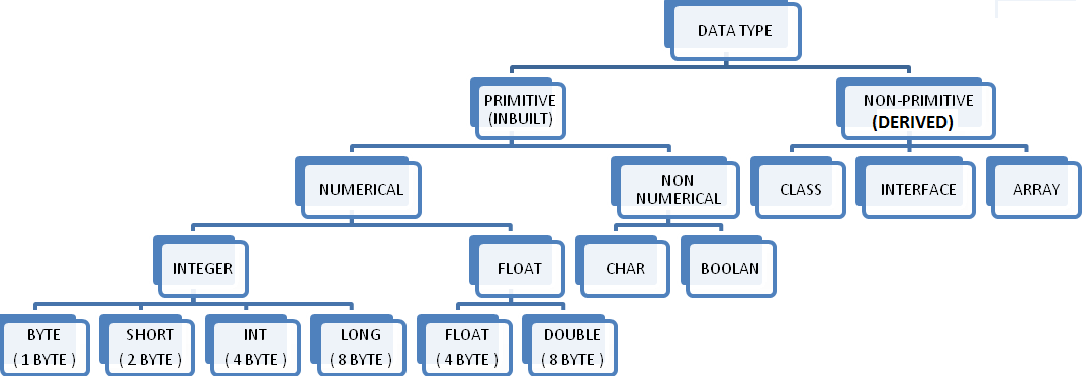 DATA TYPE
PRIMITIVE
(INBUILT)
NON-PRIMITIVE
(DERIVED)
NUMERICAL
NON
NUMERICAL
CLASS
INTERFACE
ARRAY
INTEGER
FLOAT
CHAR
BOOLAN
BYTE
( 1 BYTE )
SHORT
( 2 BYTE )
INT
( 4 BYTE )
LONG
( 8 BYTE )
FLOAT
( 4 BYTE )
DOUBLE
( 8 BYTE )